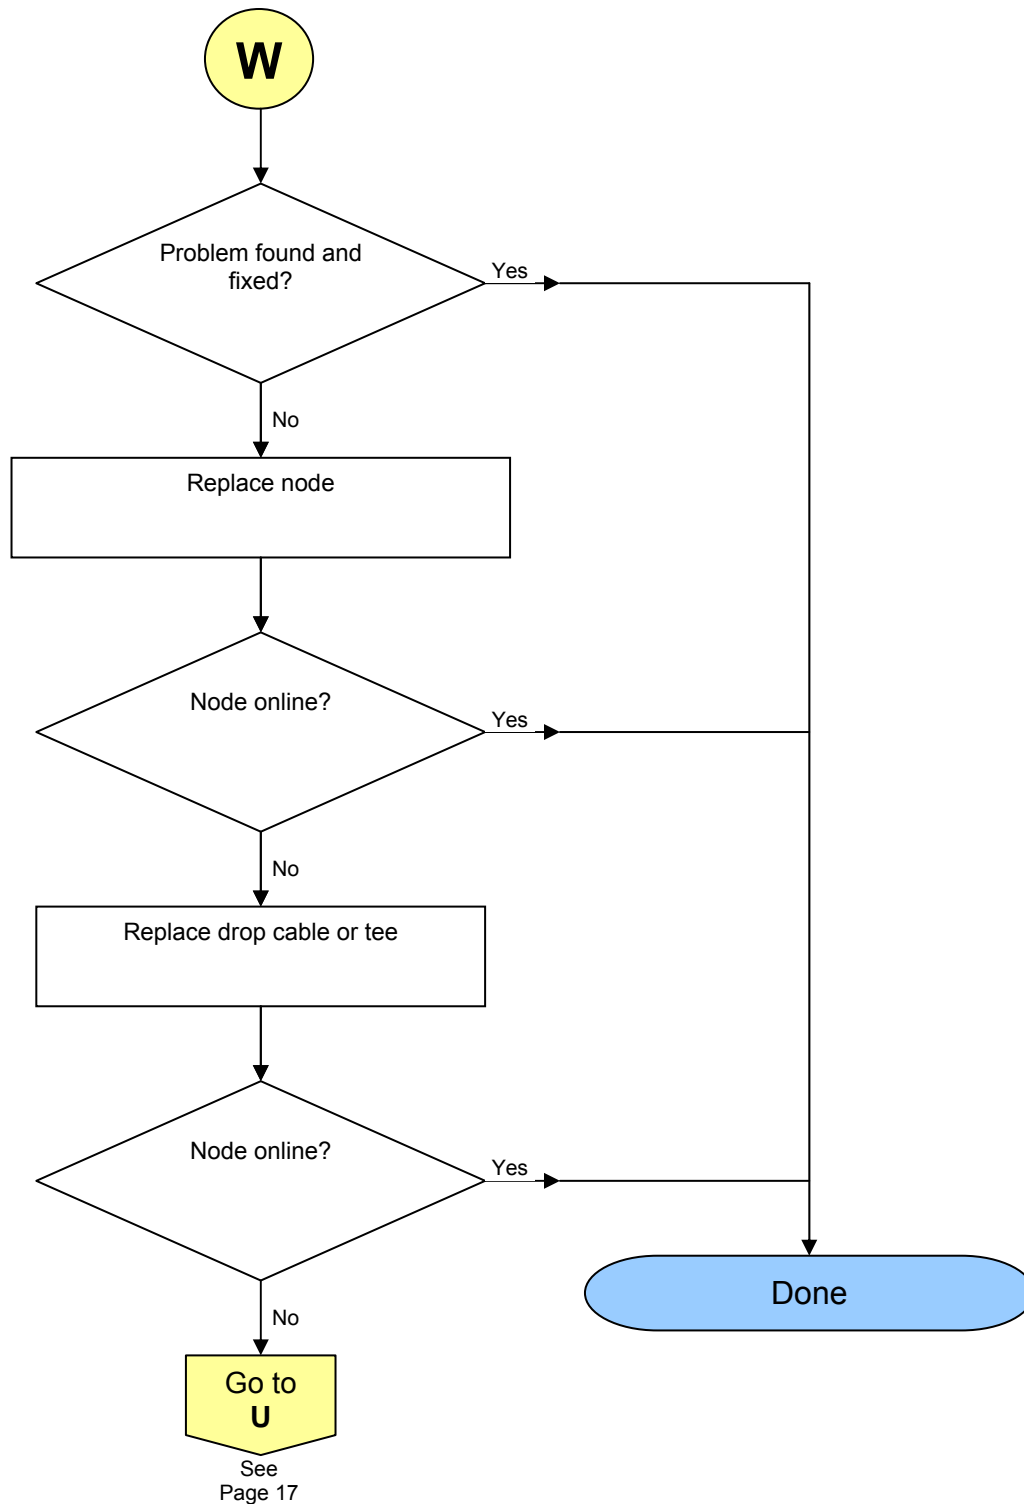 W
Problem found and
fixed?
Yes
No
Replace node
Node online?
Yes
No
Replace drop cable or tee
Node online?
Yes
Done
No
Go to
U
See
Page 17